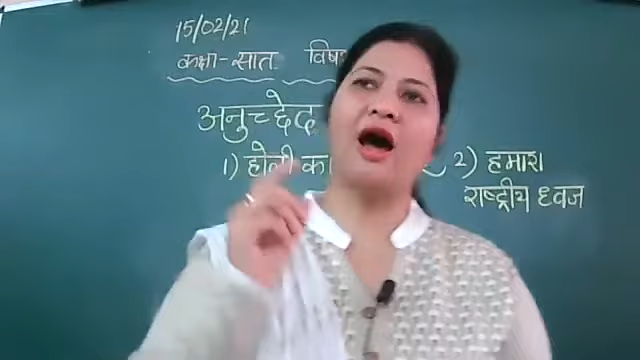 15/02/21
कक्षा - सात विष
अनुच्छेद
1) होली का 2) हमारा
राष्ट्रीय ध्वज